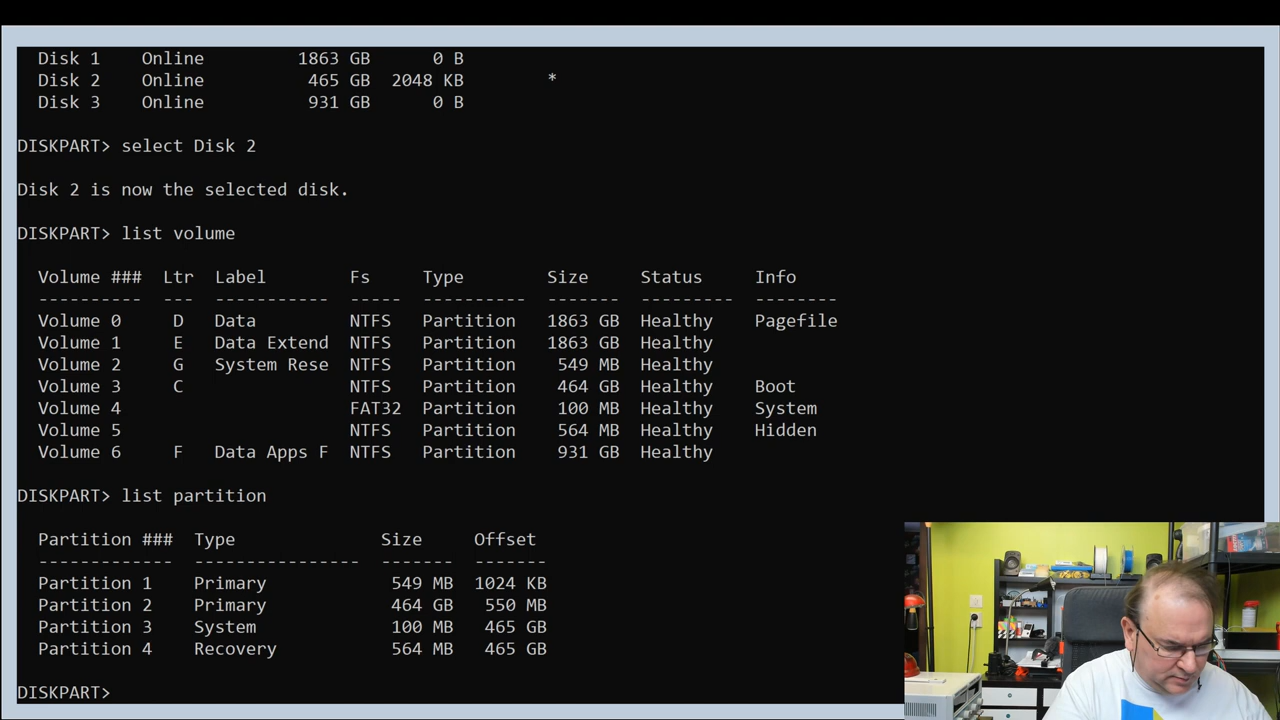 Disk 1    Online         1863 GB      0 B
Disk 2    Online          465 GB  2048 KB        *
Disk 3    Online          931 GB      0 B
DISKPART> select Disk 2
Disk 2 is now the selected disk.
DISKPART> list volume
Volume ###  Ltr  Label        Fs     Type        Size     Status     Info
----------  ---  -----------  -----  ----------  -------  ---------  --------
Volume 0     D   Data         NTFS   Partition   1863 GB  Healthy    Pagefile
Volume 1     E   Data Extend  NTFS   Partition   1863 GB  Healthy
Volume 2     G   System Rese  NTFS   Partition    549 MB  Healthy
Volume 3     C                NTFS   Partition    464 GB  Healthy    Boot
Volume 4                      FAT32  Partition    100 MB  Healthy    System
Volume 5                      NTFS   Partition    564 MB  Healthy    Hidden
Volume 6     F   Data Apps F  NTFS   Partition    931 GB  Healthy
DISKPART> list partition
Partition ###  Type              Size     Offset
-------------  ----------------  -------  -------
Partition 1    Primary            549 MB  1024 KB
Partition 2    Primary            464 GB   550 MB
Partition 3    System             100 MB   465 GB
Partition 4    Recovery           564 MB   465 GB
DISKPART>